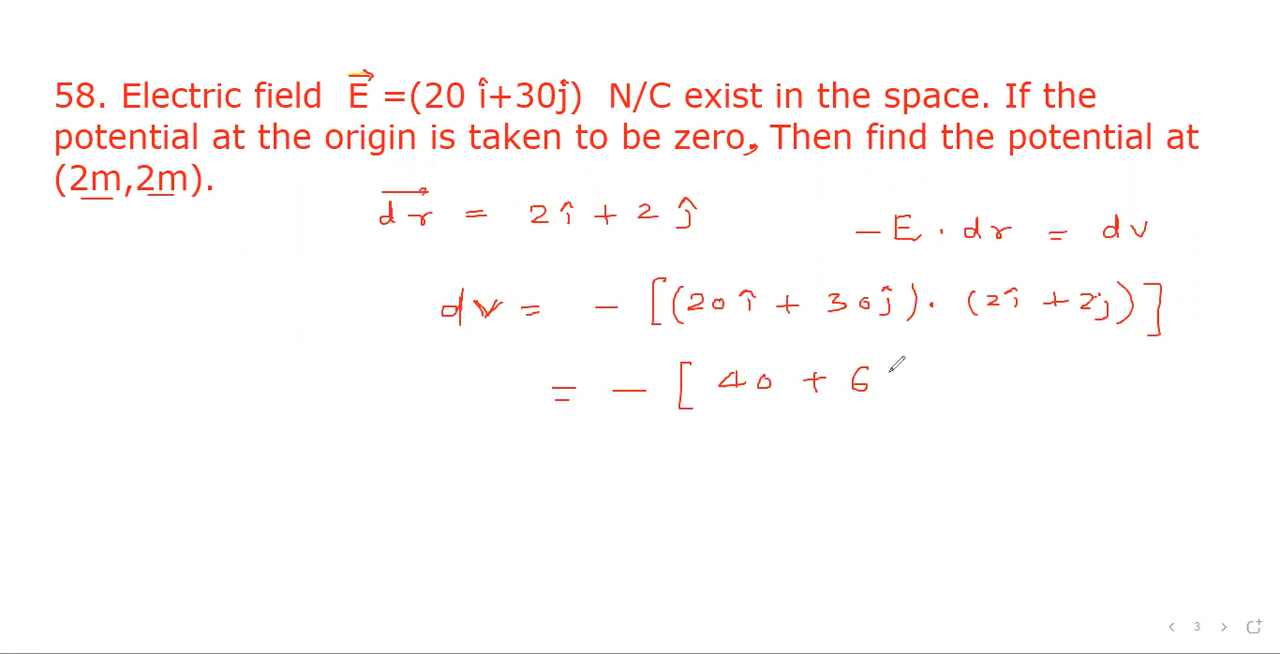 58. Electric field E⃗ =(20 î+30ĵ) N/C exist in the space. If the
potential at the origin is taken to be zero, Then find the potential at
(2m,2m).
d⃗r = 2î + 2ĵ
- E . dr = dv
dv = - [(20î + 30ĵ). (2î + 2j)]
= - [ 40 + 6
3